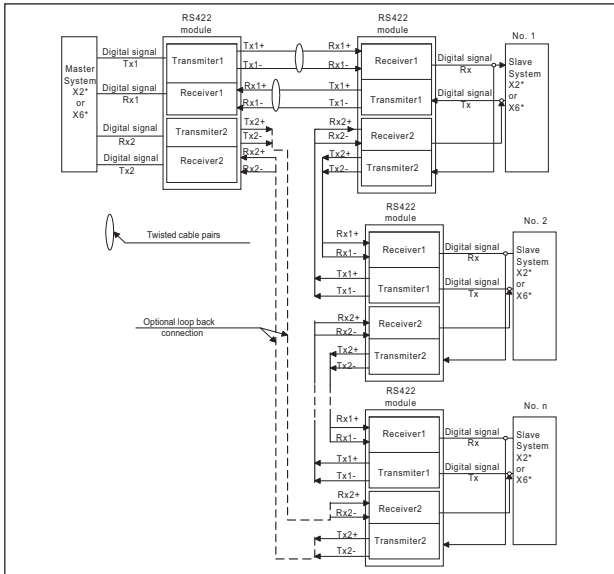 RS422
module
RS422
module
No. 1
Master
System
X2*
or
X6*
Digital signal
Tx1
Digital signal
Rx1
Digital signal
Rx2
Digital signal
Tx2
Transmiter1
Receiver1
Transmiter2
Receiver2
Tx1+
Tx1-
Rx1+
Rx1-
Tx2+
Tx2-
Rx2+
Rx2-
Rx1+
Rx1-
Tx1+
Tx1-
Rx2+
Rx2-
Tx2+
Tx2-
Receiver1
Transmiter1
Receiver2
Transmiter2
Digital signal
Rx
Digital signal
Tx
Slave
System
X2*
or
X6*
Twisted cable pairs
Optional loop back
connection
RS422
module
No. 2
Rx1+
Rx1-
Tx1+
Tx1-
Rx2+
Rx2-
Tx2+
Tx2-
Receiver1
Transmiter1
Receiver2
Transmiter2
Digital signal
Rx
Digital signal
Tx
Slave
System
X2*
or
X6*
RS422
module
No. n
Rx1+
Rx1-
Tx1+
Tx1-
Rx2+
Rx2-
Tx2+
Tx2-
Receiver1
Transmiter1
Receiver2
Transmiter2
Digital signal
Rx
Digital signal
Tx
Slave
System
X2*
or
X6*